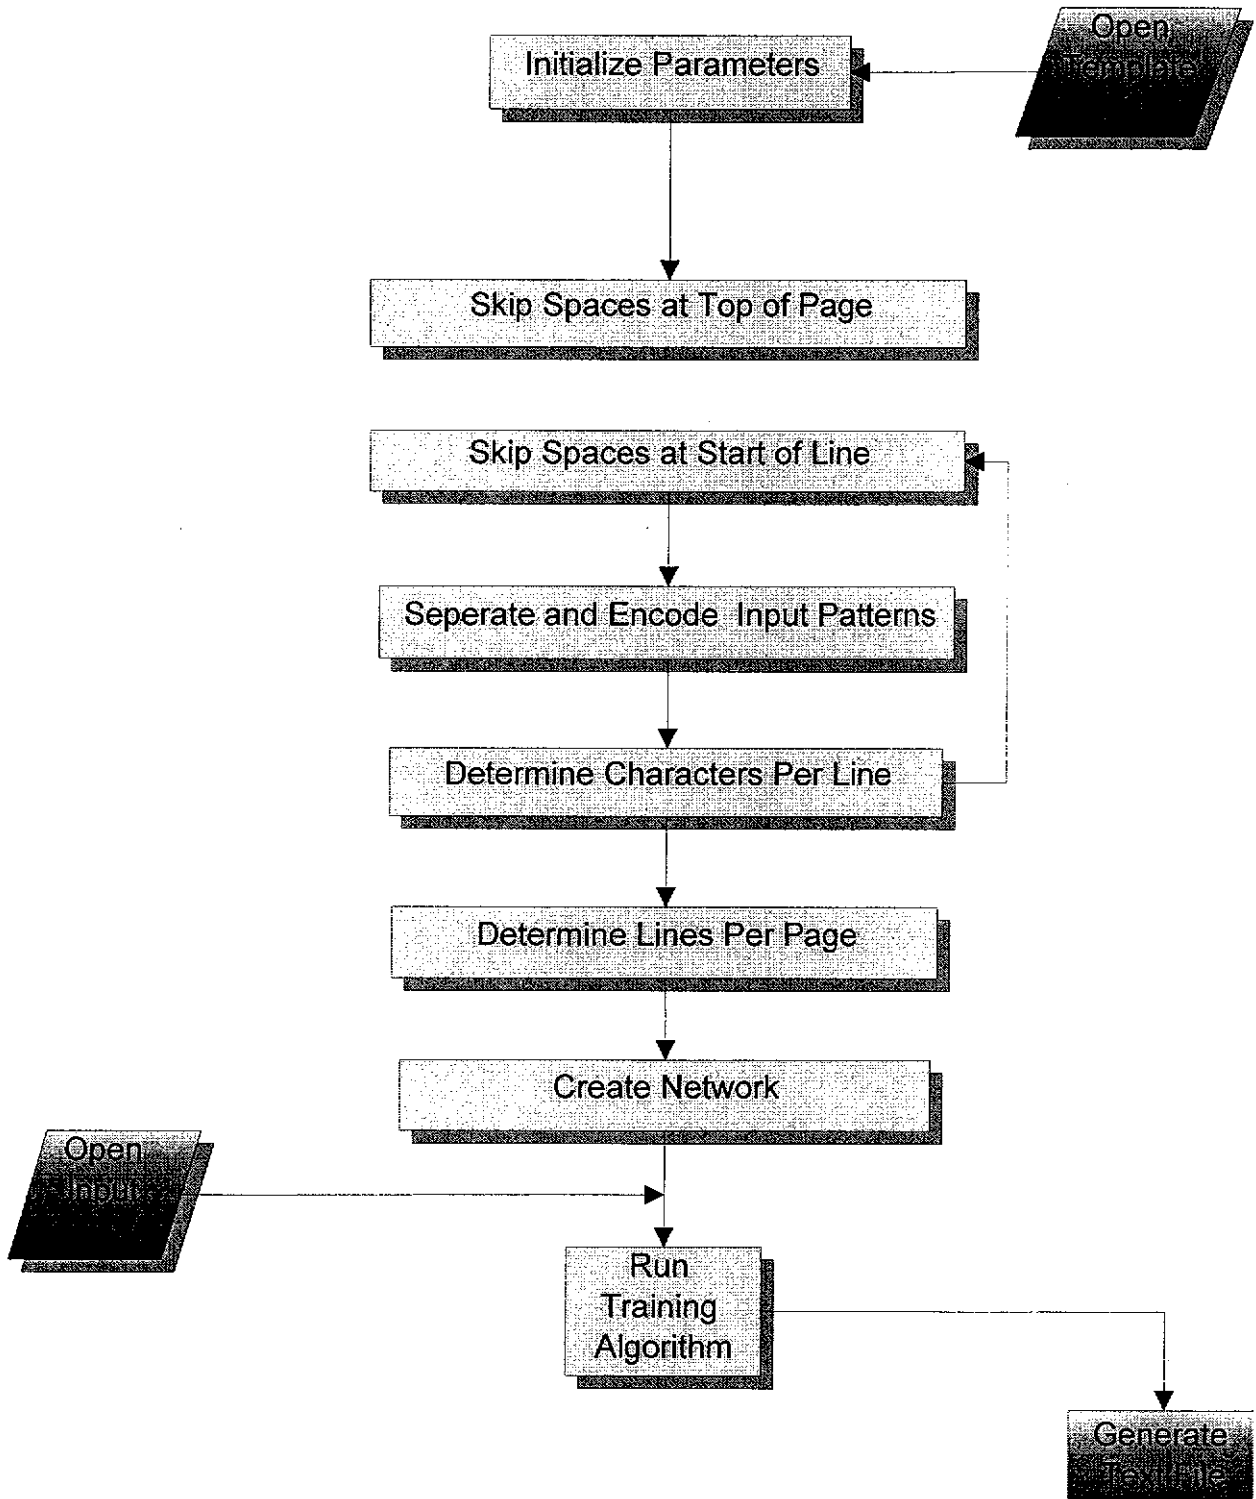 Open
Template
Initialize Parameters
Skip Spaces at Top of Page
Skip Spaces at Start of Line
Seperate and Encode  Input Patterns
Determine Characters Per Line
Determine Lines Per Page
Create Network
Open
Input
Run
Training
Algorithm
Generate
Text File